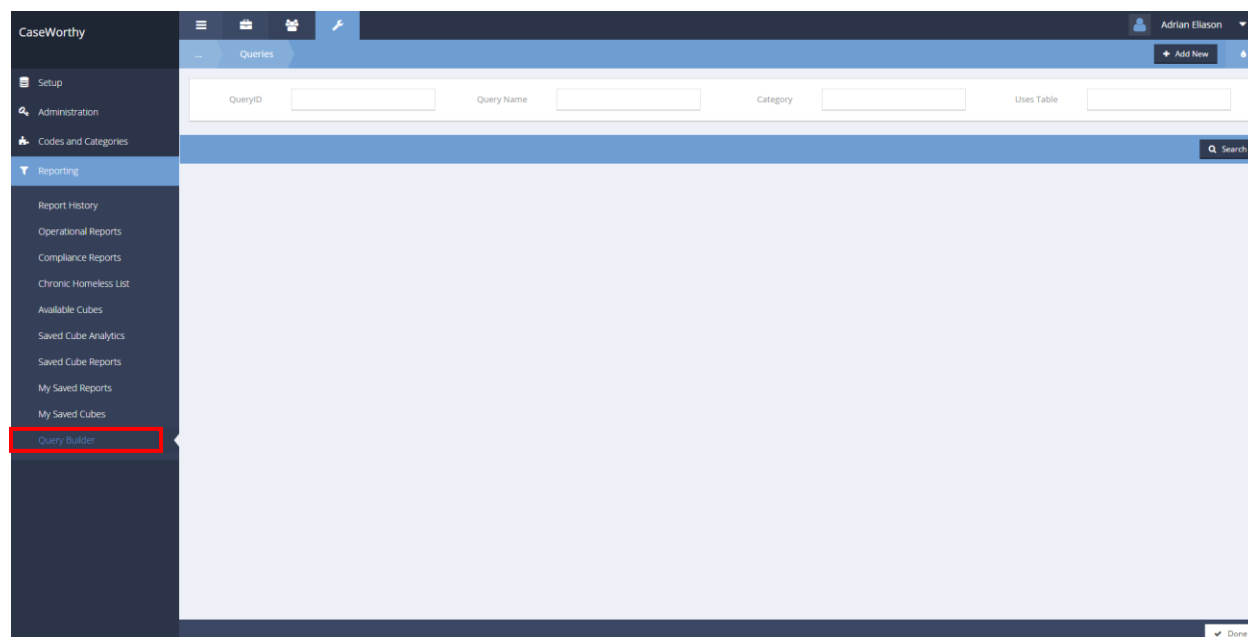 CaseWorthy
Adrian Eliason
... Queries
+ Add New
Setup
Administration
Codes and Categories
Reporting
Report History
Operational Reports
Compliance Reports
Chronic Homeless List
Available Cubes
Saved Cube Analytics
Saved Cube Reports
My Saved Reports
My Saved Cubes
Query Builder
QueryID Query Name Category Uses Table
Search
Done